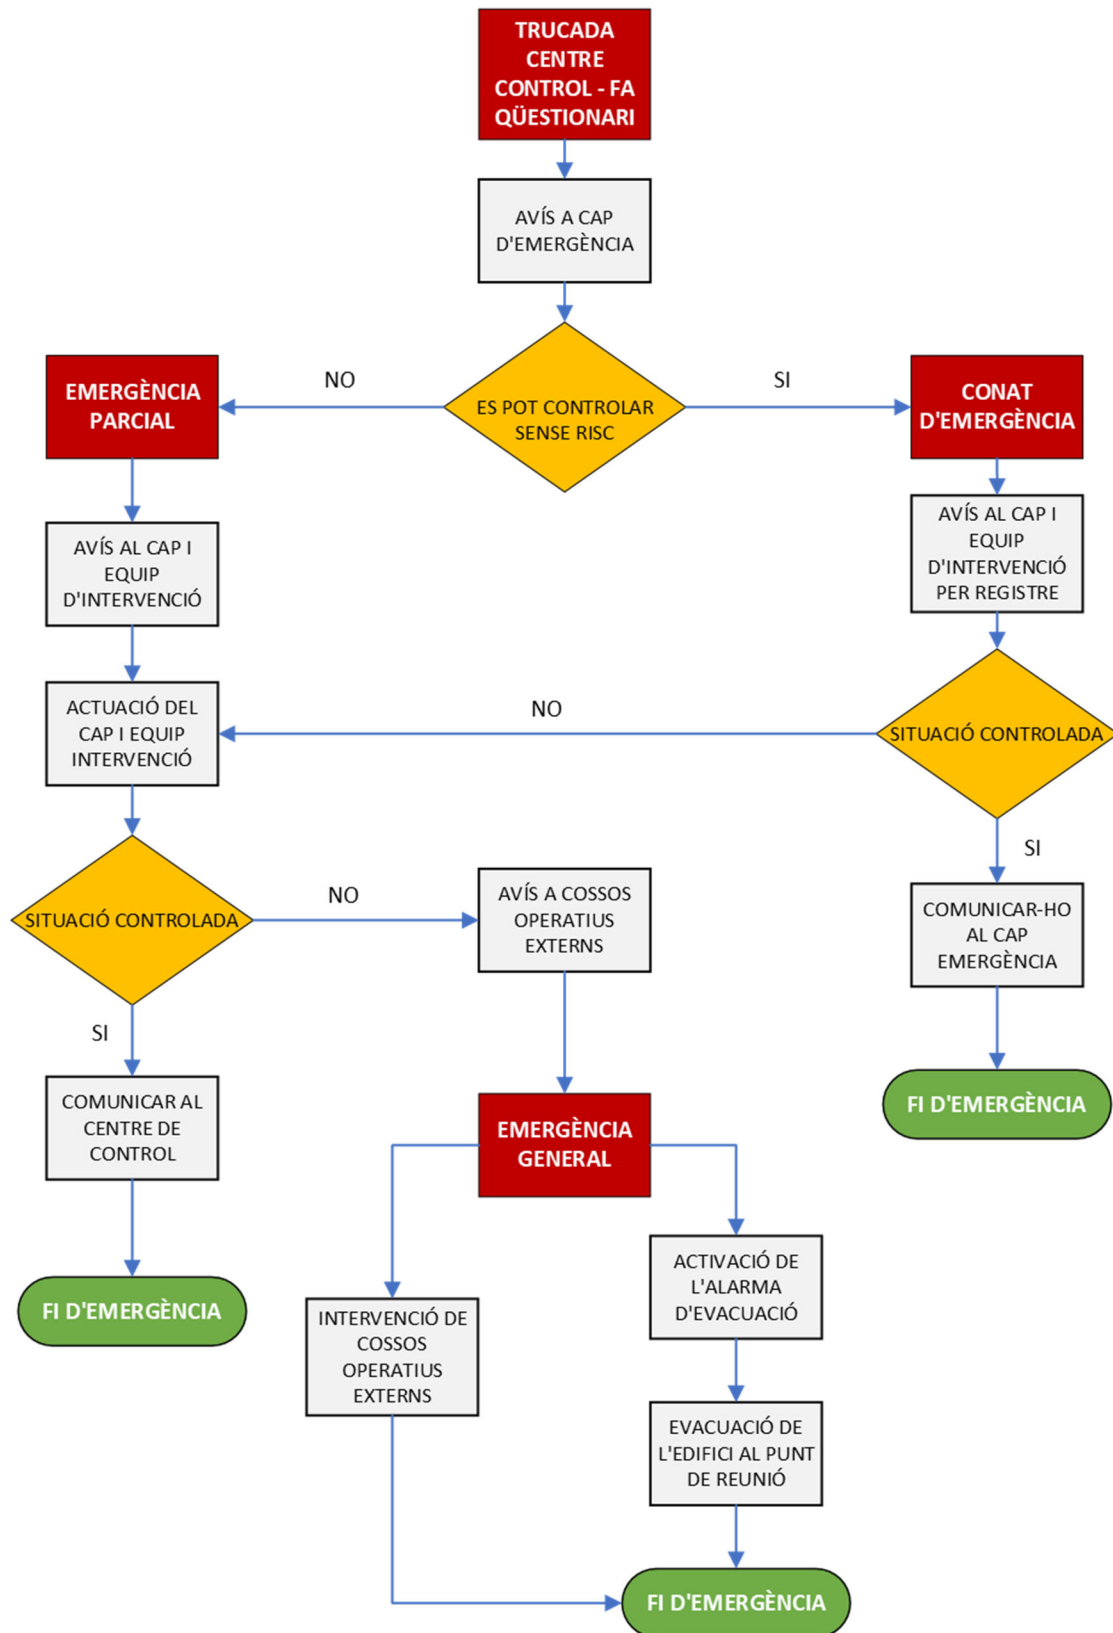 TRUCADA
CENTRE
CONTROL - FA
QÜESTIONARI
AVÍS A CAP
D'EMERGÈNCIA
ES POT CONTROLAR
SENSE RISC
NO
SI
EMERGÈNCIA
PARCIAL
CONAT
D'EMERGÈNCIA
AVÍS AL CAP I
EQUIP
D'INTERVENCIÓ
AVÍS AL CAP I
EQUIP
D'INTERVENCIÓ
PER REGISTRE
ACTUACIÓ DEL
CAP I EQUIP
INTERVENCIÓ
NO
SITUACIÓ CONTROLADA
SI
SITUACIÓ CONTROLADA
NO
AVÍS A COSSOS
OPERATIUS
EXTERNS
COMUNICAR-HO
AL CAP
EMERGÈNCIA
SI
COMUNICAR AL
CENTRE DE
CONTROL
FI D'EMERGÈNCIA
EMERGÈNCIA
GENERAL
FI D'EMERGÈNCIA
INTERVENCIÓ DE
COSSOS
OPERATIUS
EXTERNS
ACTIVACIÓ DE
L'ALARMA
D'EVACUACIÓ
EVACUACIÓ DE
L'EDIFICI AL PUNT
DE REUNIÓ
FI D'EMERGÈNCIA